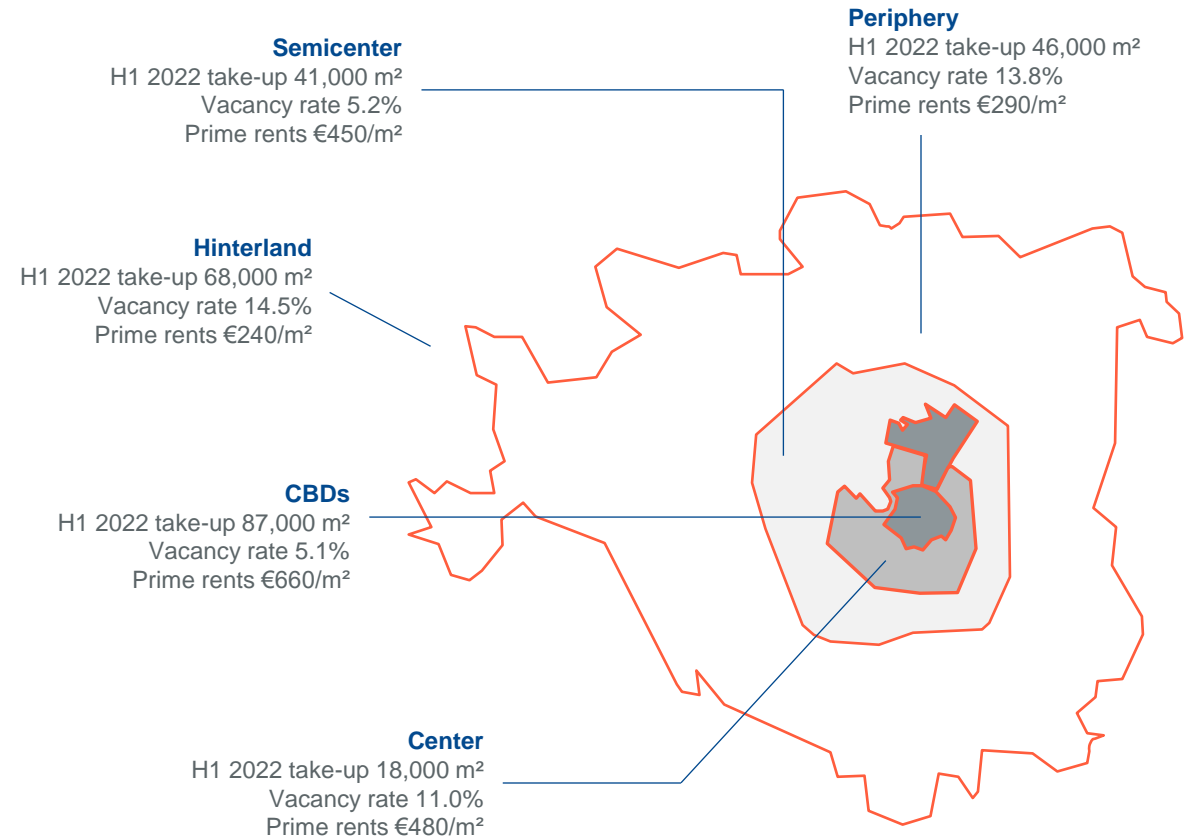 Periphery
H1 2022 take-up 46,000 m²
Vacancy rate 13.8%
Prime rents €290/m²
Semicenter
H1 2022 take-up 41,000 m²
Vacancy rate 5.2%
Prime rents €450/m²
Hinterland
H1 2022 take-up 68,000 m²
Vacancy rate 14.5%
Prime rents €240/m²
CBDs
H1 2022 take-up 87,000 m²
Vacancy rate 5.1%
Prime rents €660/m²
Center
H1 2022 take-up 18,000 m²
Vacancy rate 11.0%
Prime rents €480/m²